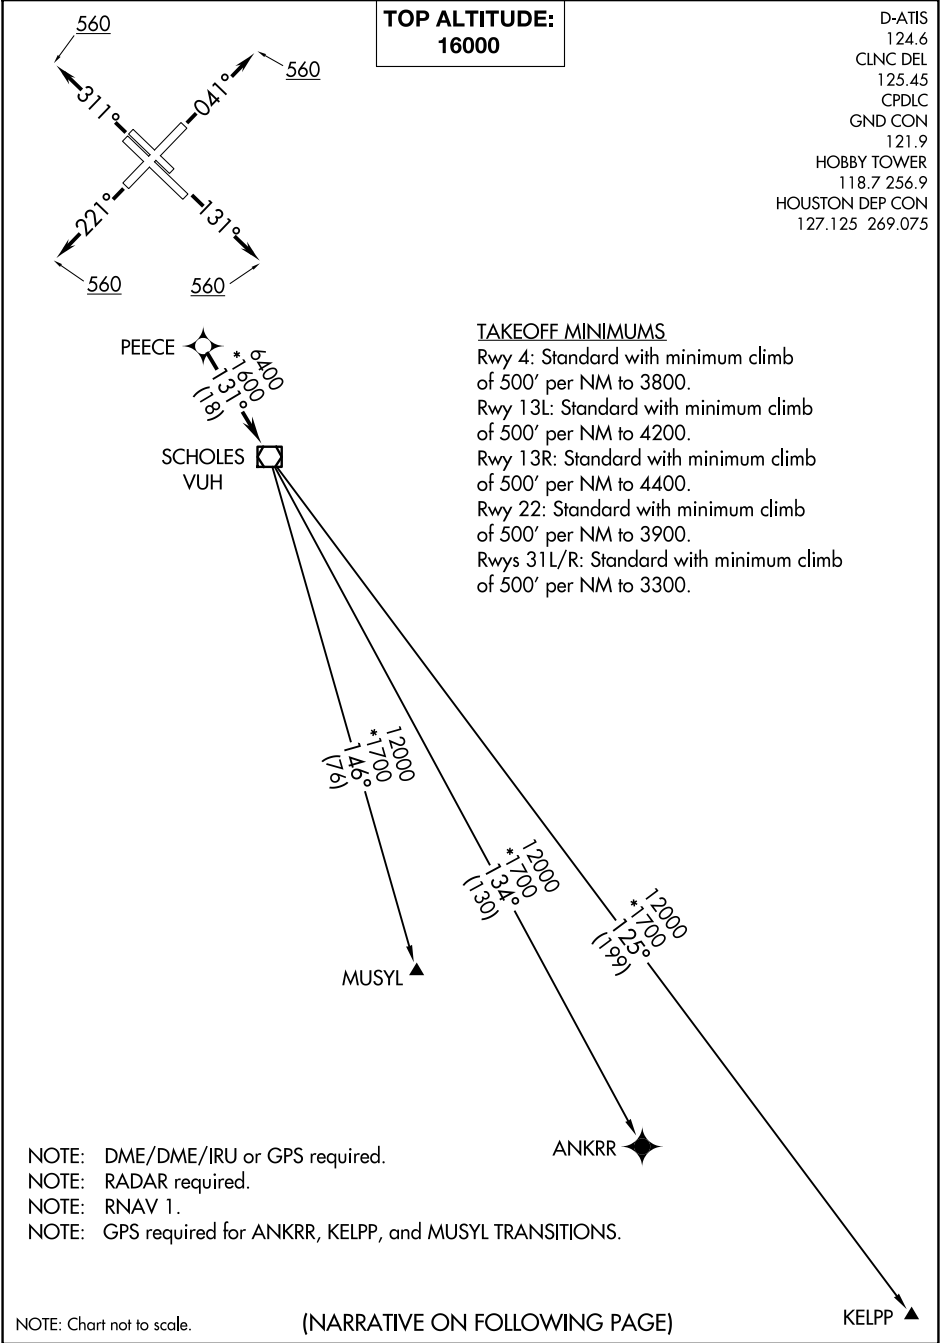 TOP ALTITUDE:
16000
D-ATIS
124.6
CLNC DEL
125.45
CPDLC
GND CON
121.9
HOBBY TOWER
118.7 256.9
HOUSTON DEP CON
127.125 269.075
560
560
311°
041°
221°
131°
560
560
PEECE
6400
*1600
131°
(18)
SCHOLES
VUH
TAKEOFF MINIMUMS
Rwy 4: Standard with minimum climb
of 500' per NM to 3800.
Rwy 13L: Standard with minimum climb
of 500' per NM to 4200.
Rwy 13R: Standard with minimum climb
of 500' per NM to 4400.
Rwy 22: Standard with minimum climb
of 500' per NM to 3900.
Rwys 31L/R: Standard with minimum climb
of 500' per NM to 3300.
12000
*1700
146°
(76)
12000
*1700
134°
(130)
12000
*1700
125°
(199)
MUSYL
ANKRR
KELPP
NOTE: DME/DME/IRU or GPS required.
NOTE: RADAR required.
NOTE: RNAV 1.
NOTE: GPS required for ANKRR, KELPP, and MUSYL TRANSITIONS.
NOTE: Chart not to scale.
(NARRATIVE ON FOLLOWING PAGE)